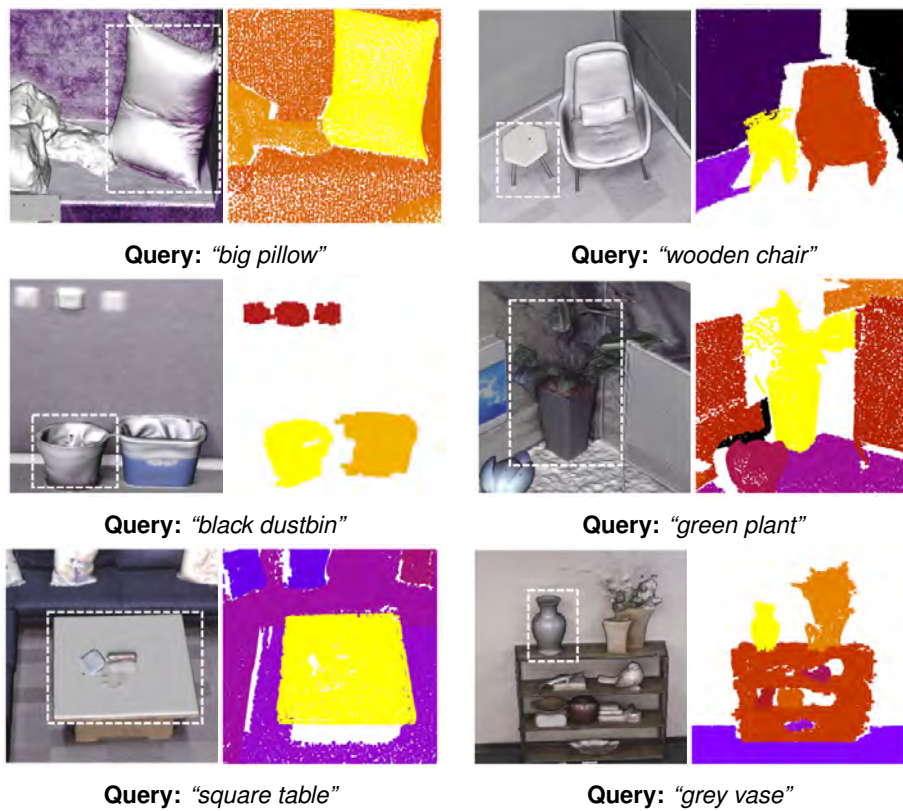 Query: “big pillow”
Query: “wooden chair”
Query: “black dustbin”
Query: “green plant”
Query: “square table”
Query: “grey vase”